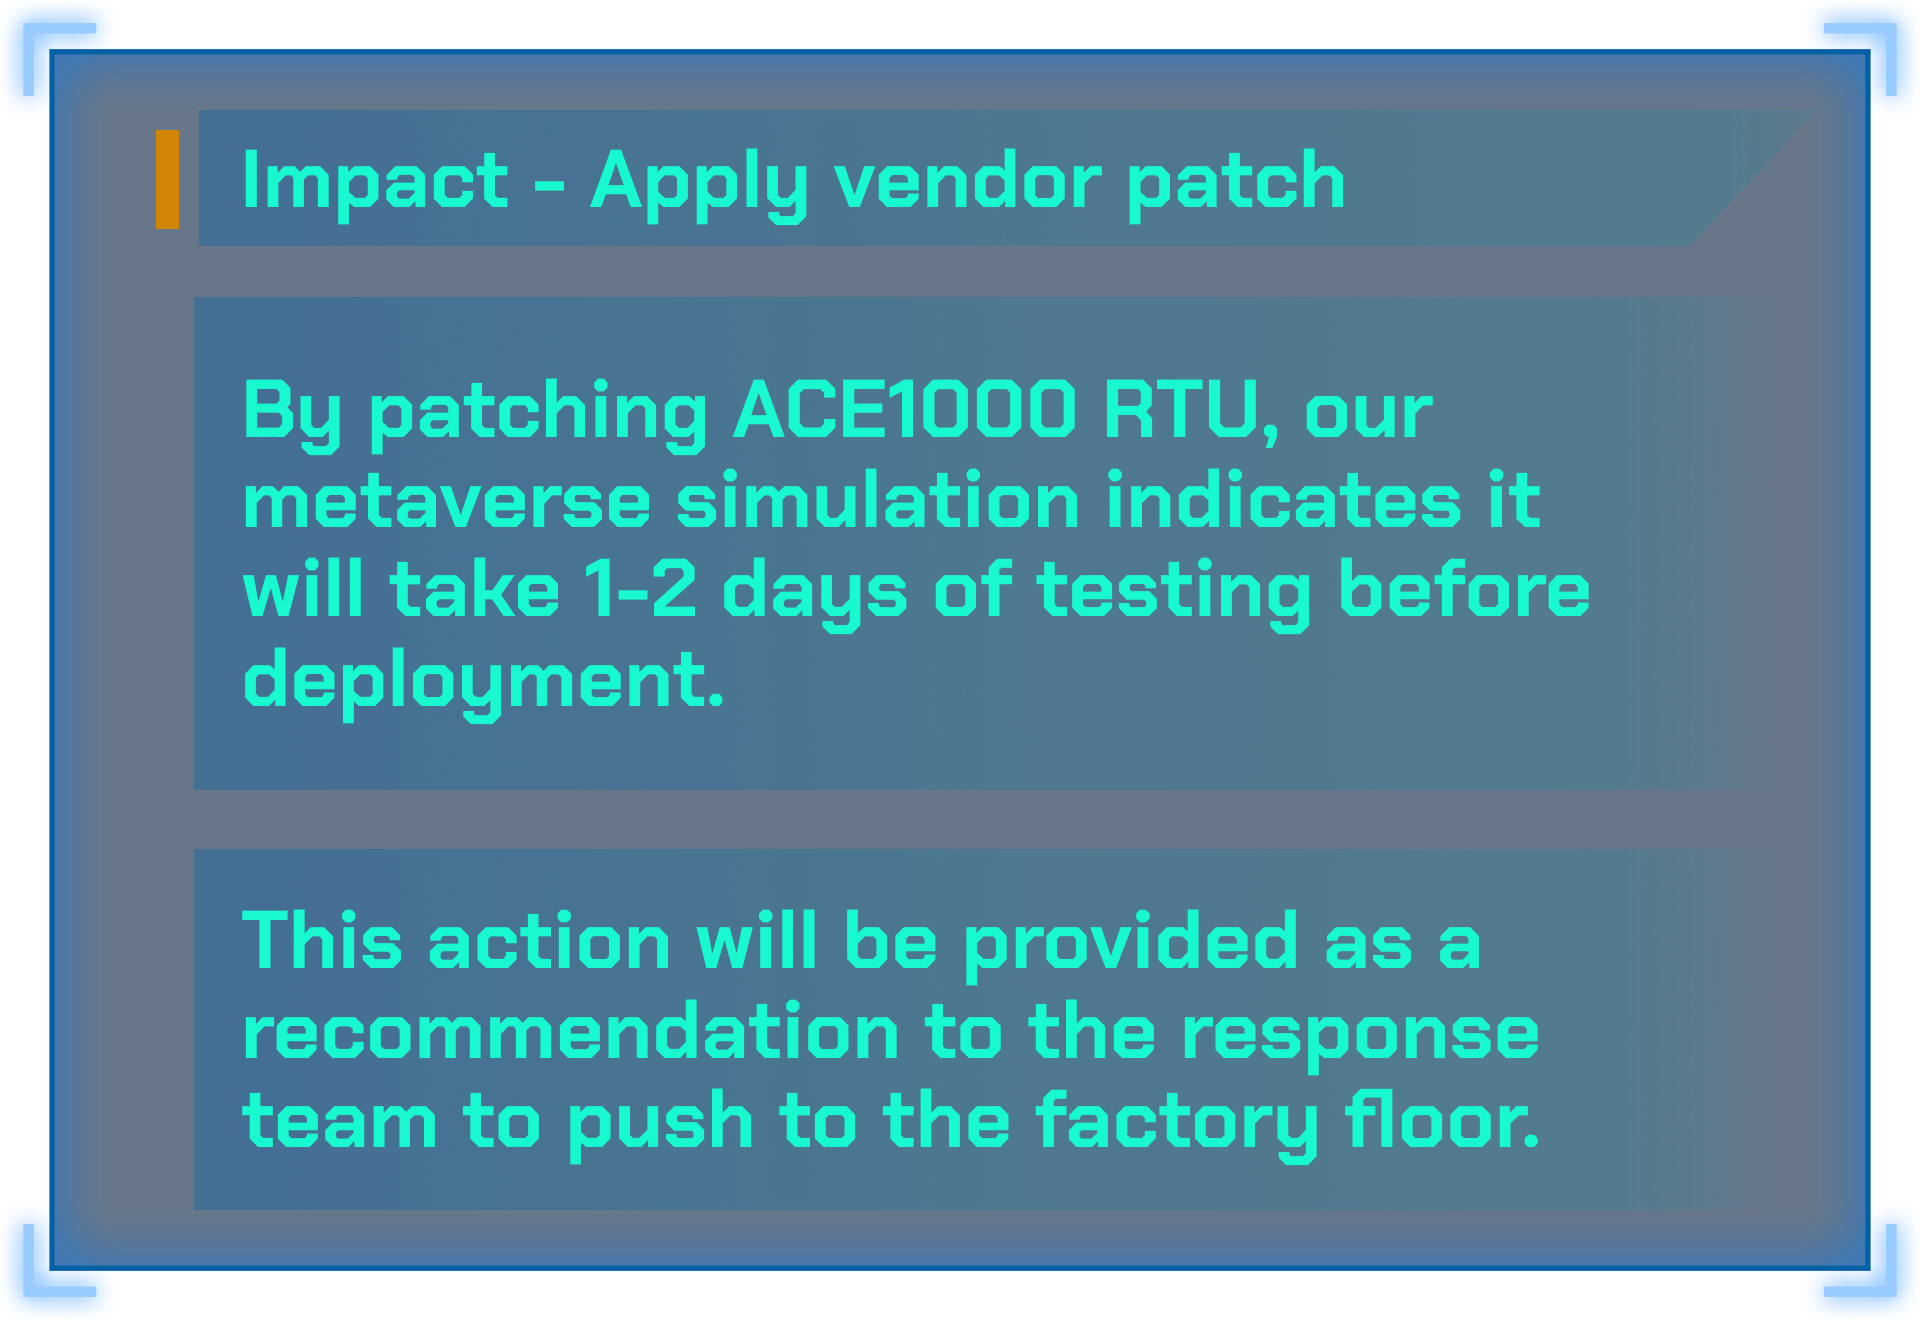 Impact - Apply vendor patch
By patching ACE1000 RTU, our
metaverse simulation indicates it
will take 1-2 days of testing before
deployment.
This action will be provided as a
recommendation to the response
team to push to the factory floor.